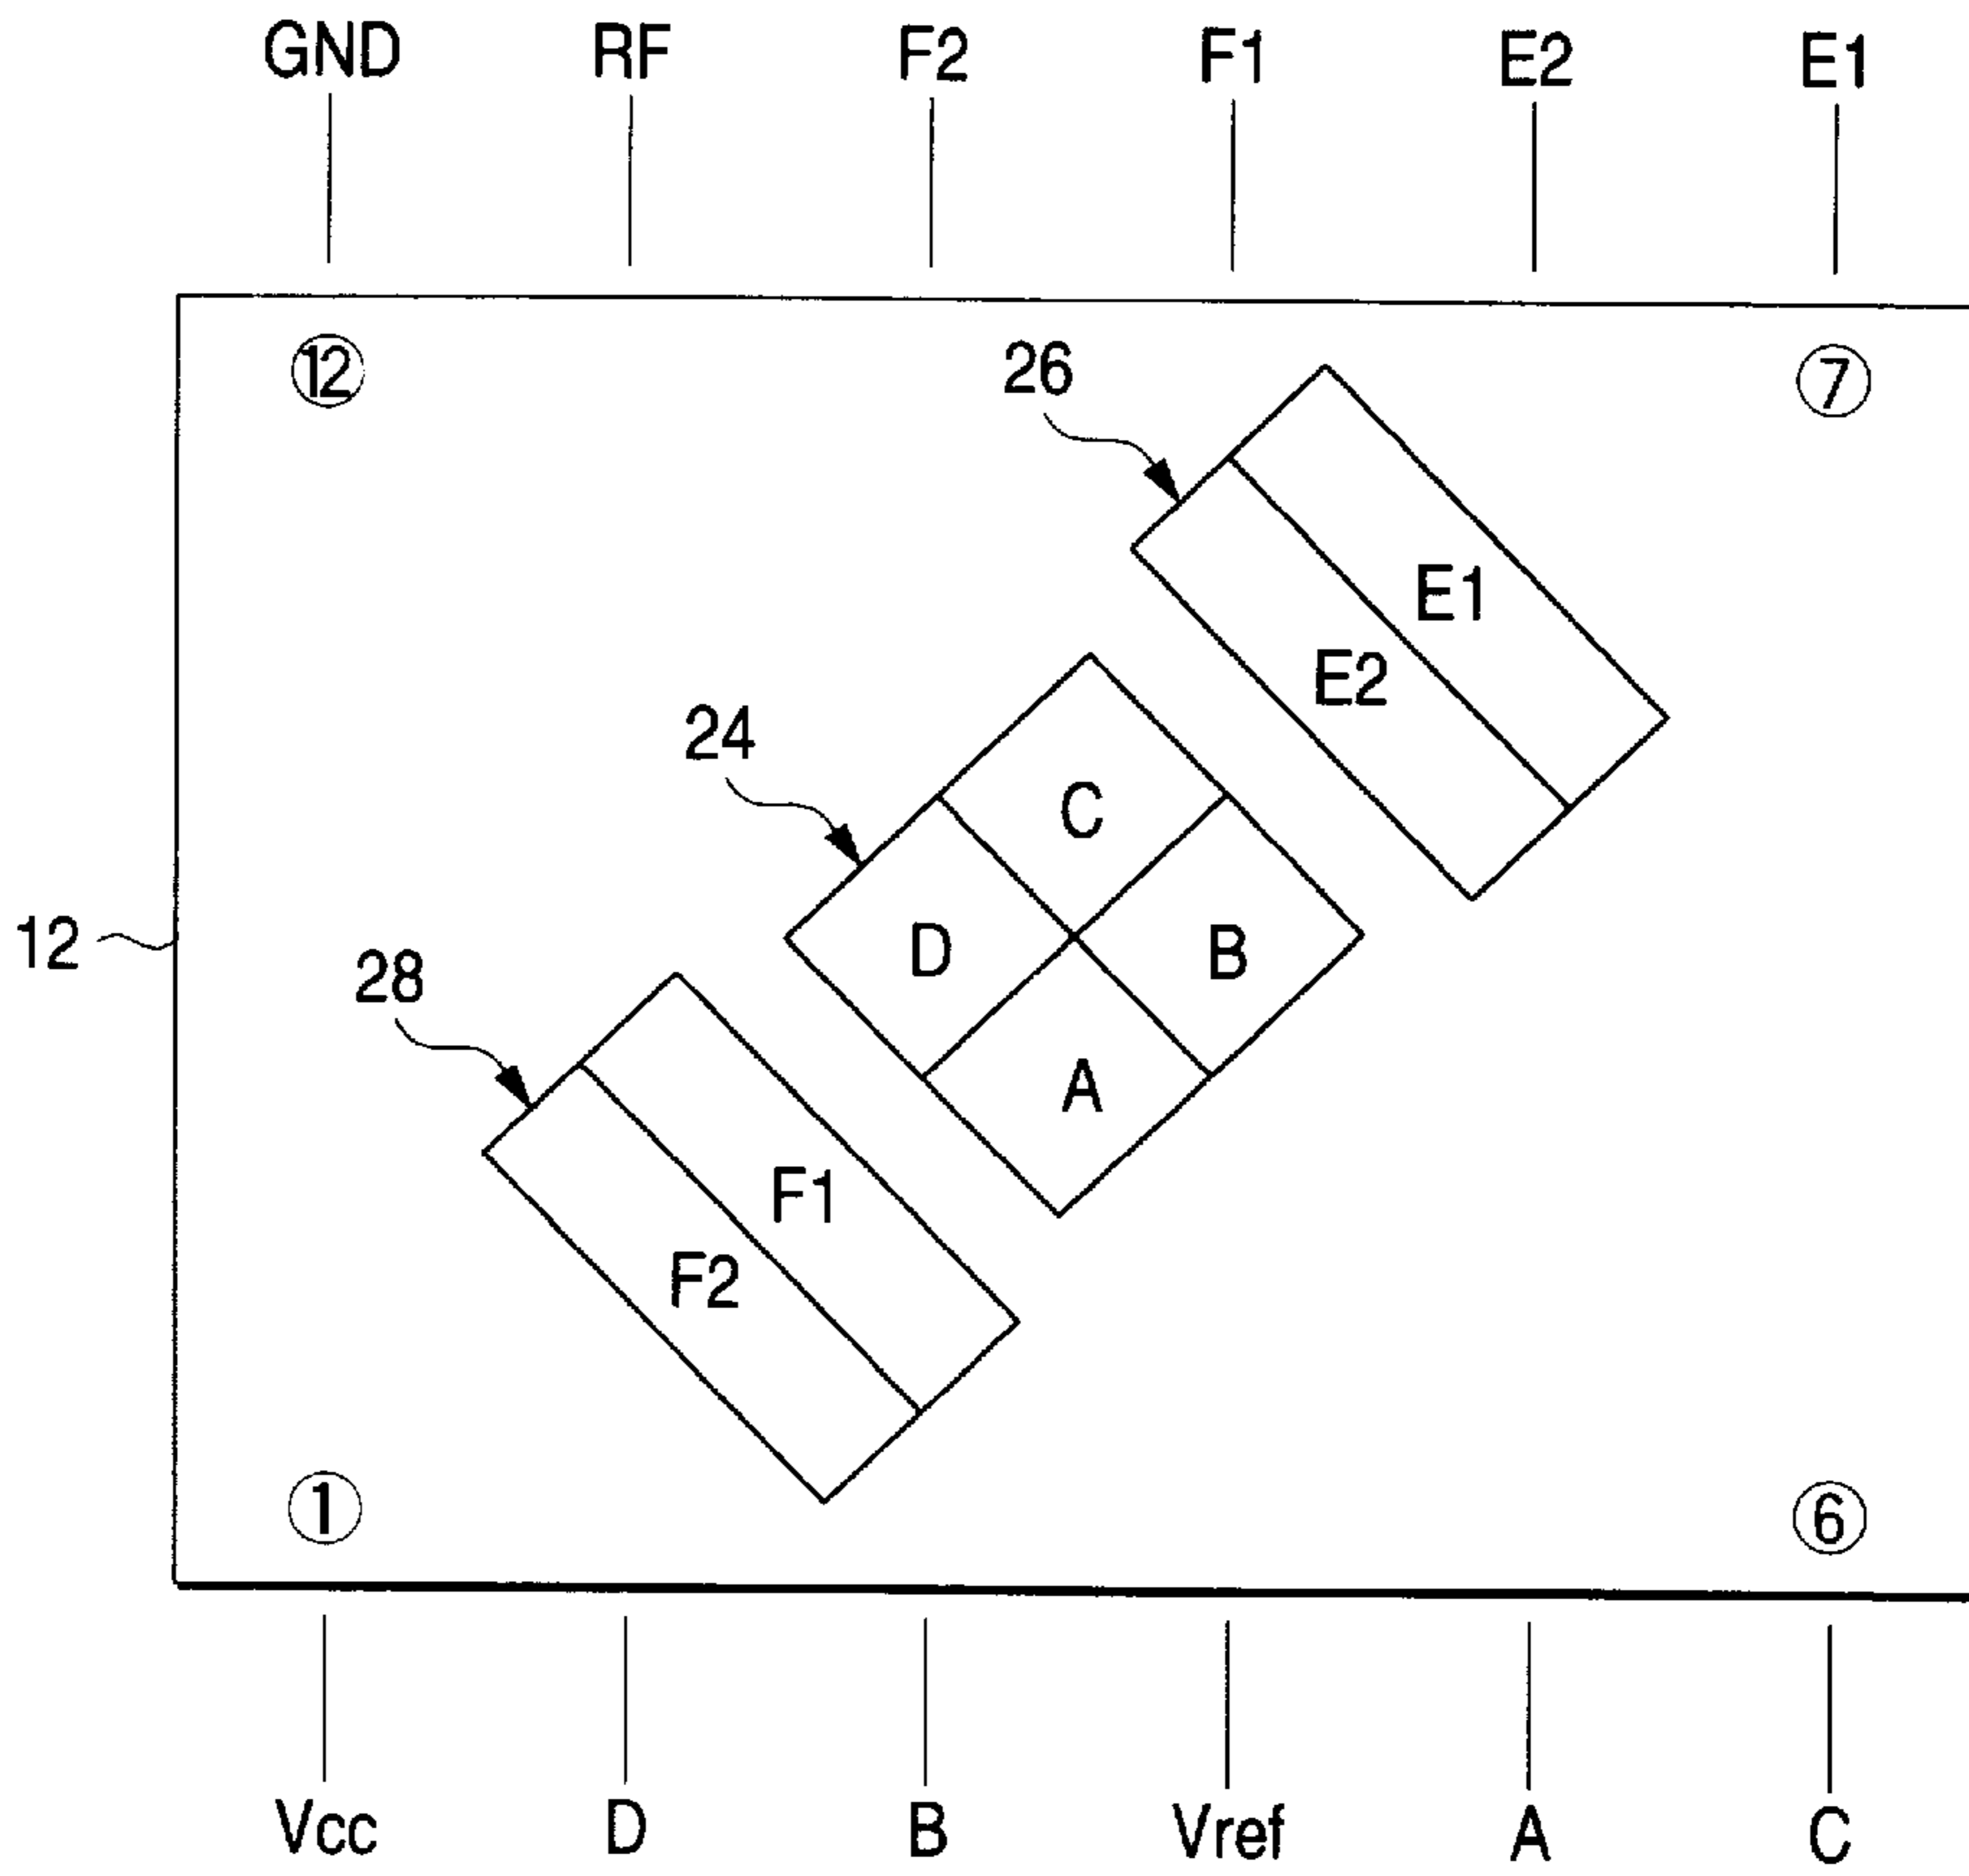 GND RF F2 F1 E2 E1
⑫ 26 ⑦
E1
E2
24
C
12
D B
28
A
F1
F2
① ⑥
Vcc D B Vref A C